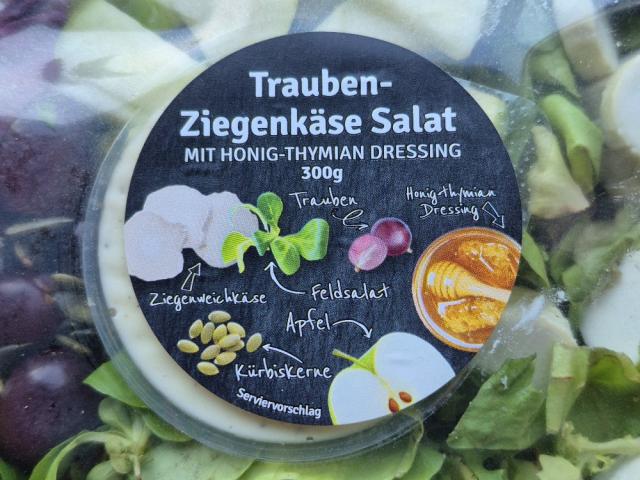 Trauben-
Ziegenkäse Salat
MIT HONIG-THYMIAN DRESSING
300g
Trauben
Honig-thymian
Dressing
Ziegenweichkäse
Feldsalat
Apfel
Kürbiskerne
Serviervorschlag